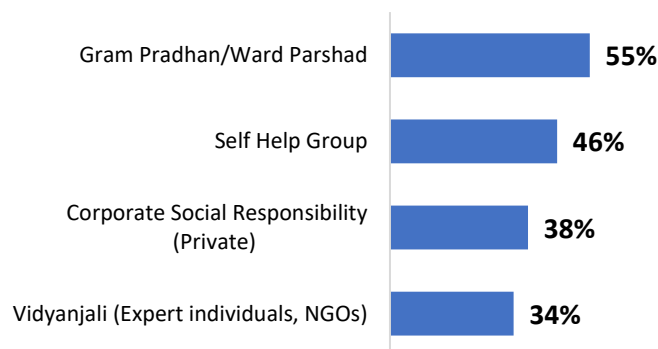 Gram Pradhan/Ward Parshad
55%
Self Help Group
46%
Corporate Social Responsibility
(Private)
38%
Vidyanjali (Expert individuals, NGOs)
34%